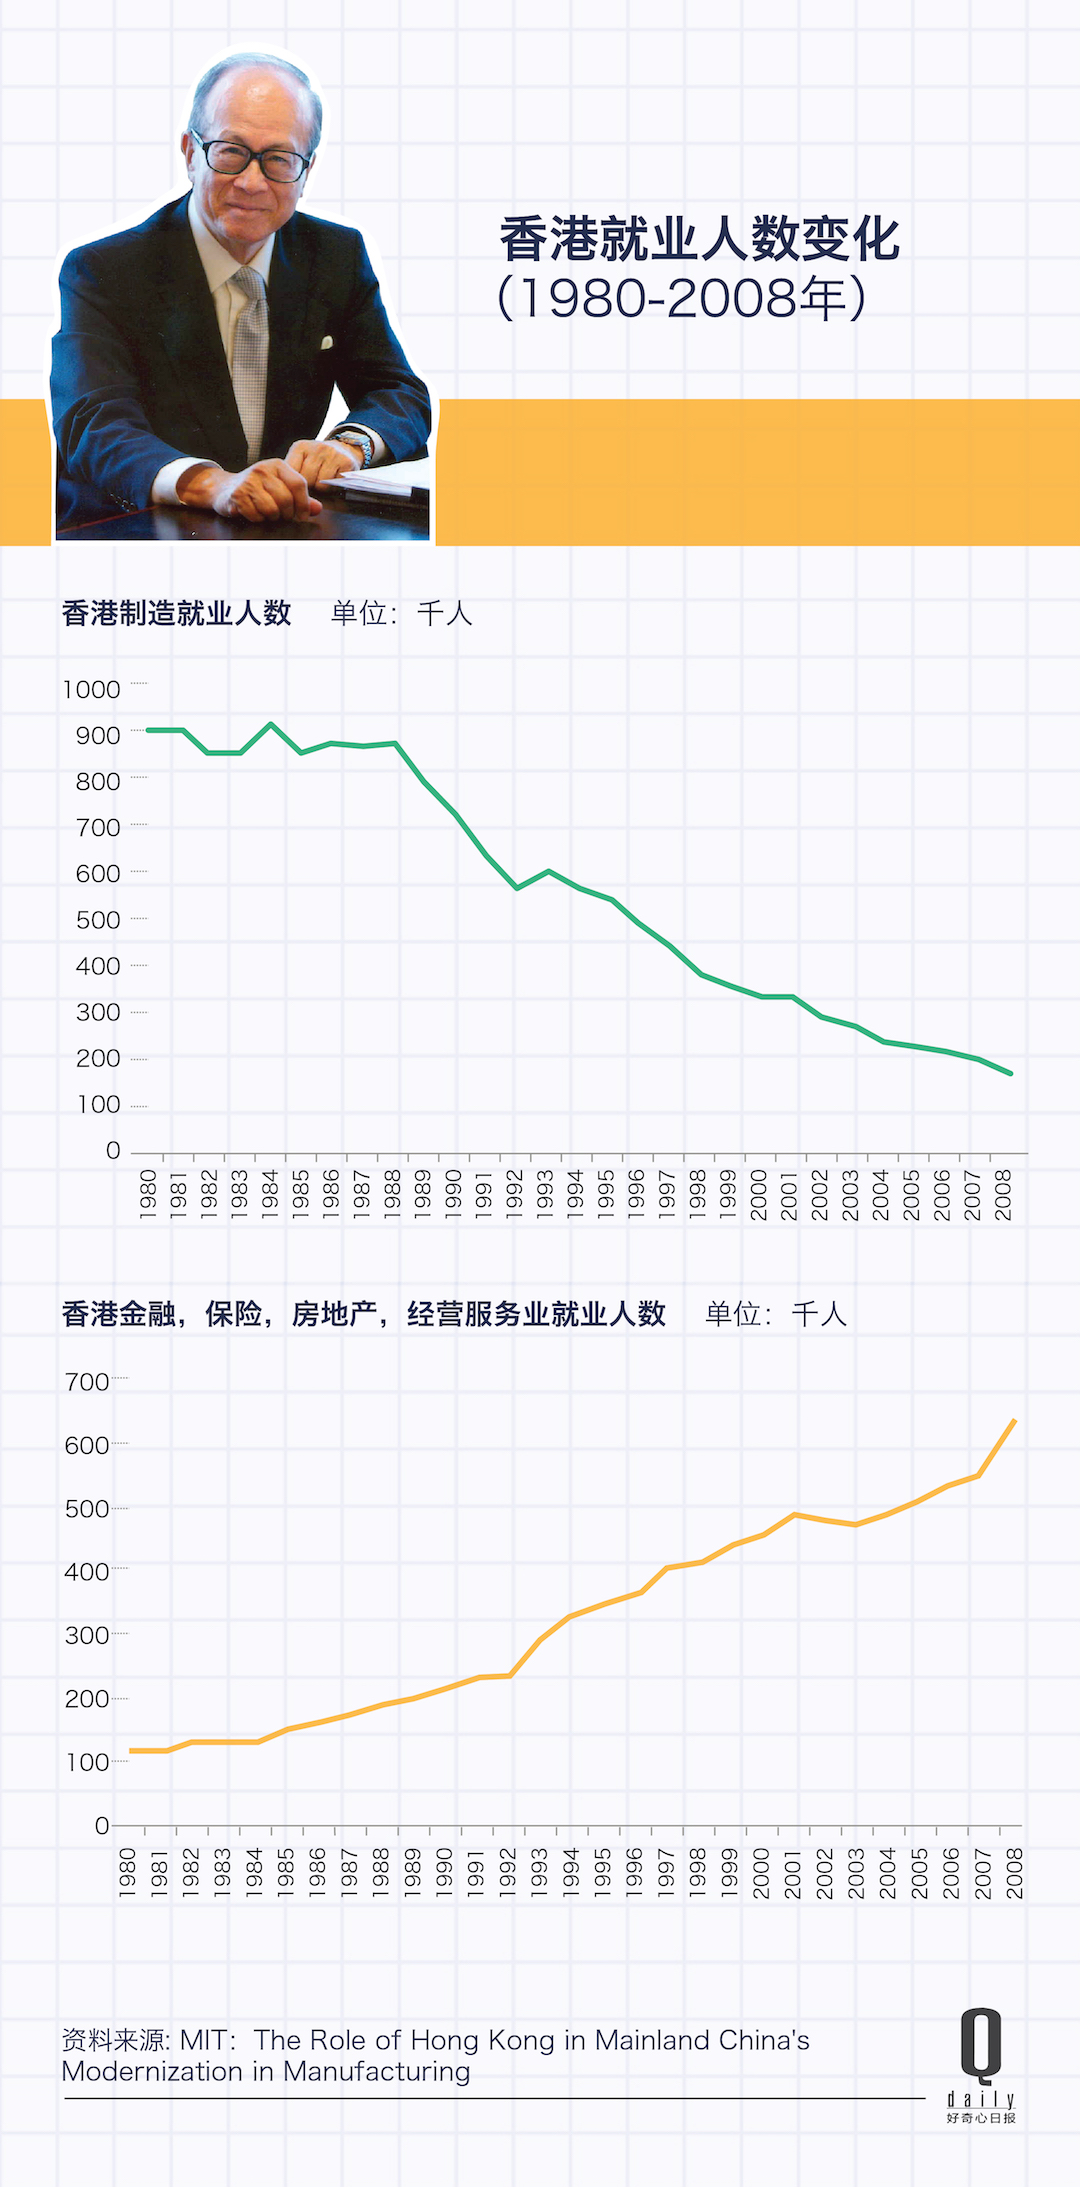 香港就业人数变化
（1980-2008年）
香港制造就业人数 单位：千人
1000
900
800
700
600
500
400
300
200
100
0
1980 1981 1982 1983 1984 1985 1986 1987 1988 1989 1990 1991 1992 1993 1994 1995 1996 1997 1998 1999 2000 2001 2002 2003 2004 2005 2006 2007 2008
香港金融，保险，房地产，经营服务业就业人数 单位：千人
700
600
500
400
300
200
100
0
1980 1981 1982 1983 1984 1985 1986 1987 1988 1989 1990 1991 1992 1993 1994 1995 1996 1997 1998 1999 2000 2001 2002 2003 2004 2005 2006 2007 2008
资料来源: MIT：The Role of Hong Kong in Mainland China's
Modernization in Manufacturing
Q
daily
好奇心日报